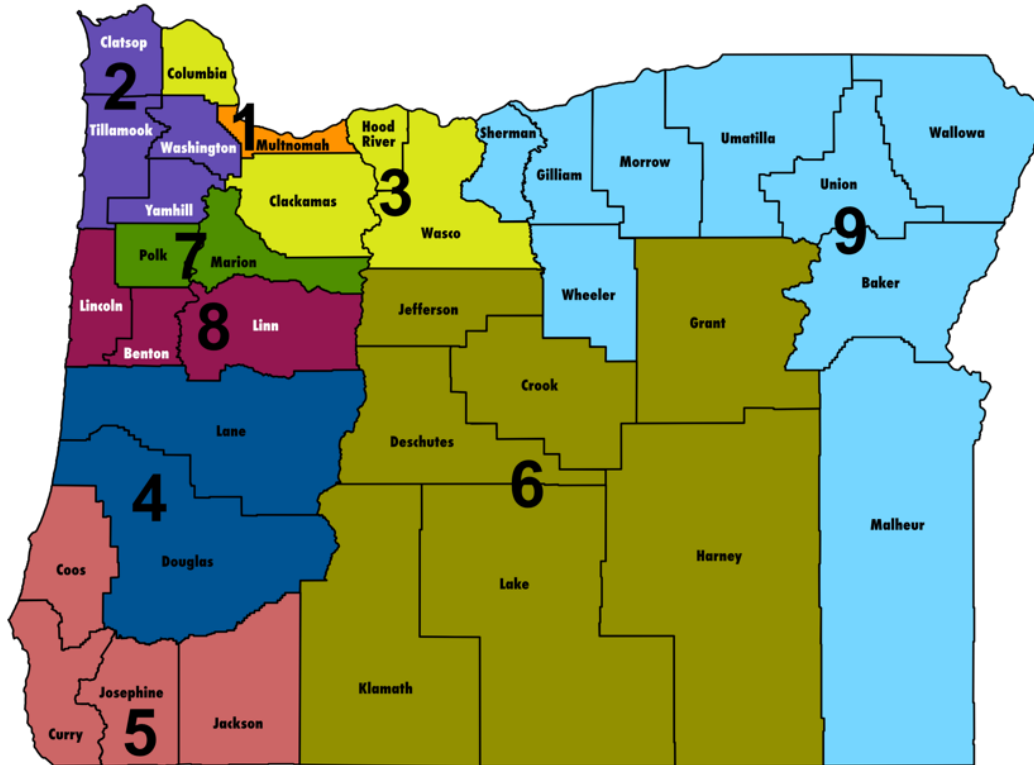 Clatsop
2
Columbia
Tillamook
Washington
1
Multnomah
Hood
River
Sherman
Gilliam
Morrow
Umatilla
Wallowa
Union
9
Yamhill
Clackamas
3
Wasco
Polk
7
Marion
Baker
Lincoln
8
Linn
Benton
Jefferson
Wheeler
Grant
Crook
Lane
Deschutes
6
4
Douglas
Malheur
Coos
Lake
Harney
Josephine
Klamath
Curry
5
Jackson